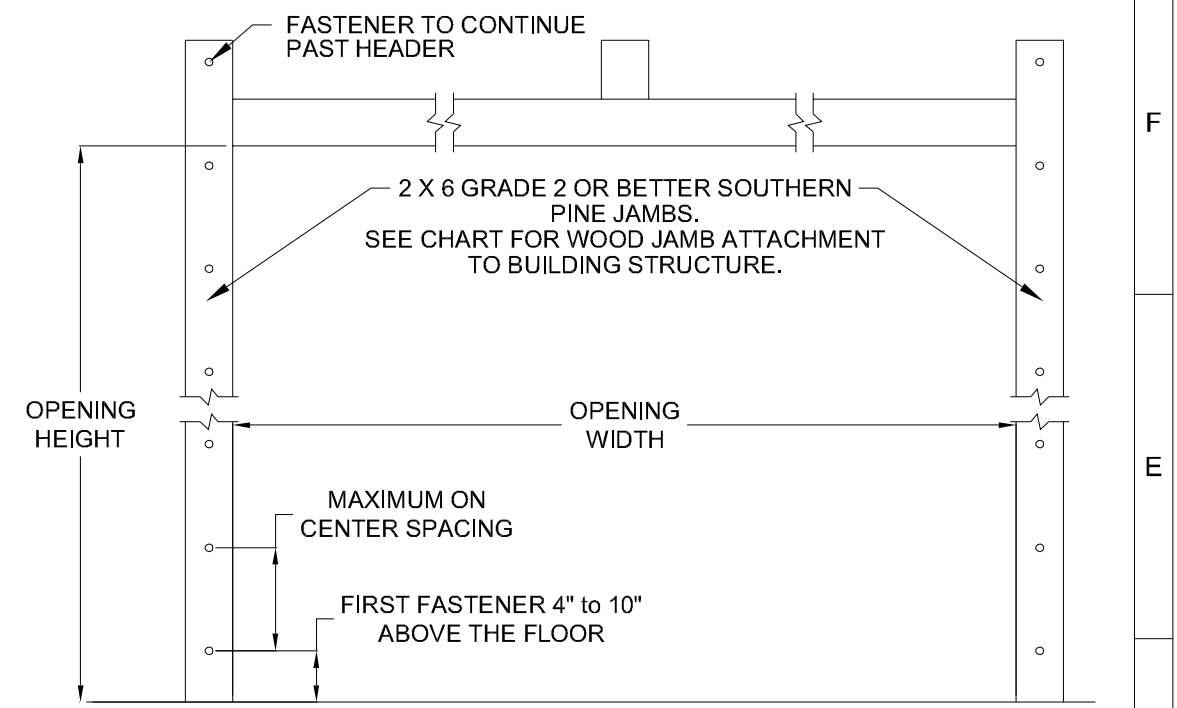 FASTENER TO CONTINUE
PAST HEADER
F
2 X 6 GRADE 2 OR BETTER SOUTHERN
PINE JAMBS.
SEE CHART FOR WOOD JAMB ATTACHMENT
TO BUILDING STRUCTURE.
OPENING
HEIGHT
OPENING
WIDTH
E
MAXIMUM ON
CENTER SPACING
FIRST FASTENER 4" to 10"
ABOVE THE FLOOR